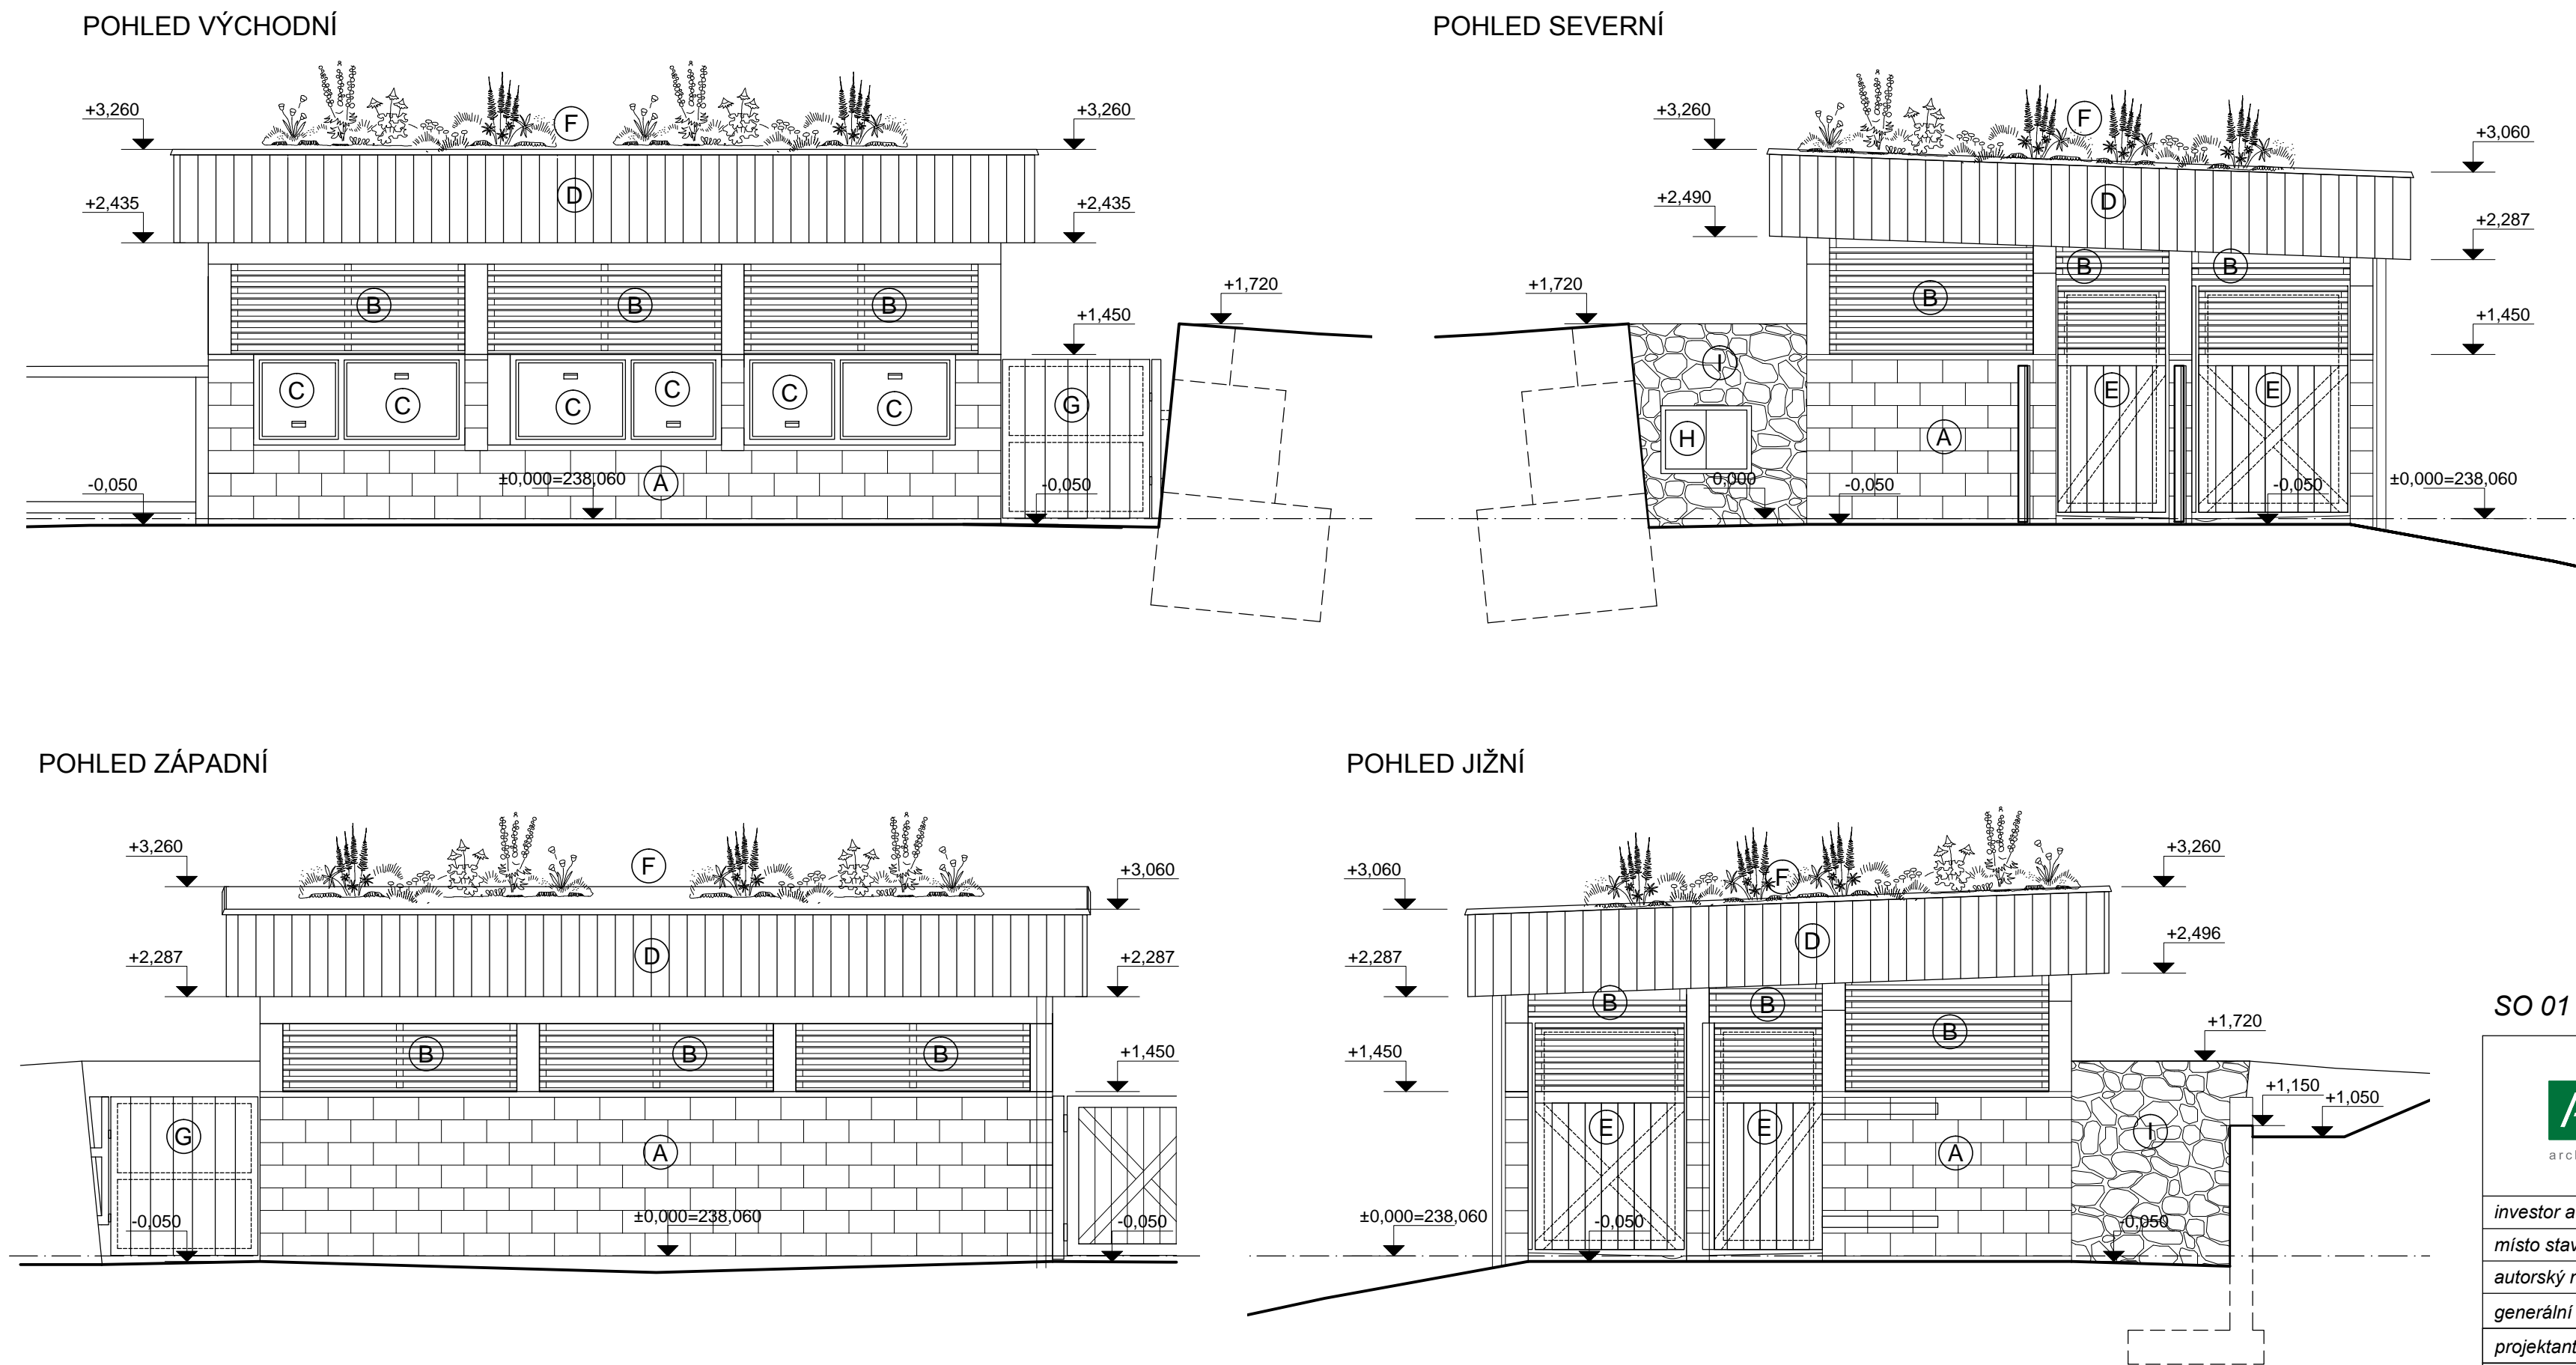 POHLED VÝCHODNÍ
+3,260
F
+3,260
D
+2,435
+2,435
B
B
B
+1,720
+1,450
C
C
C
C
C
C
G
A
-0,050
±0,000=238,060
-0,050
POHLED SEVERNÍ
+3,260
F
+3,060
+2,490
D
+2,287
B
B
B
+1,720
+1,450
I
E
E
H
A
0,000
-0,050
-0,050
±0,000=238,060
POHLED ZÁPADNÍ
+3,260
F
+3,060
+2,287
D
+2,287
B
B
B
+1,450
G
A
-0,050
±0,000=238,060
-0,050
POHLED JIŽNÍ
+3,060
F
+3,260
D
+2,496
+2,287
B
B
B
+1,720
+1,450
+1,150
+1,050
E
E
I
A
±0,000=238,060
-0,050
-0,050
SO 01
A
arc
investor a
místo stav
autorský
generální
projektant